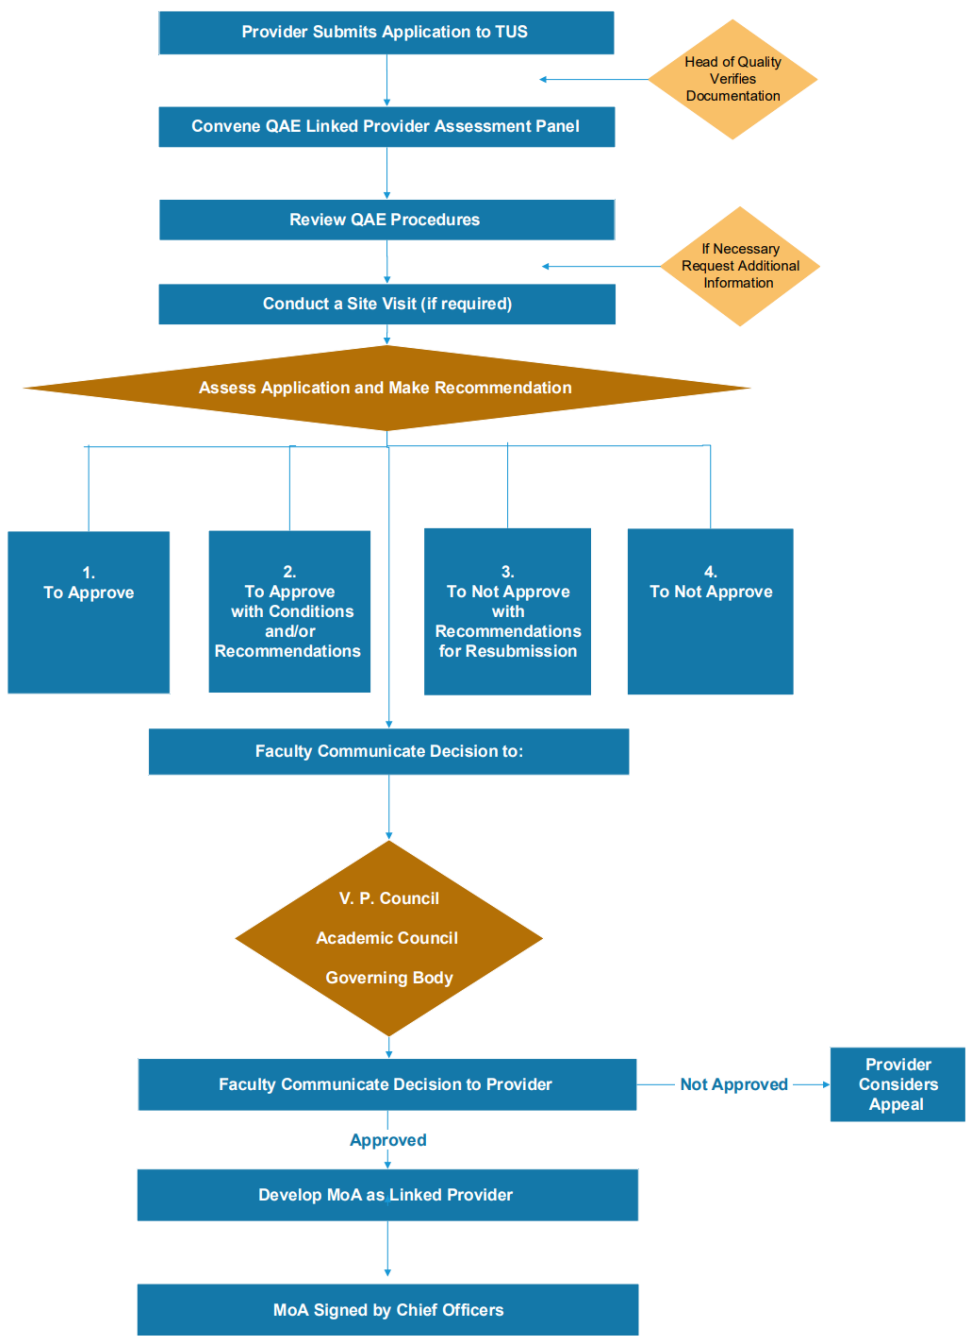 Provider Submits Application to TUS
Head of Quality
Verifies
Documentation
Convene QAE Linked Provider Assessment Panel
Review QAE Procedures
If Necessary
Request Additional
Information
Conduct a Site Visit (if required)
Assess Application and Make Recommendation
1.
To Approve
2.
To Approve
with Conditions
and/or
Recommendations
3.
To Not Approve
with
Recommendations
for Resubmission
4.
To Not Approve
Faculty Communicate Decision to:
V. P. Council
Academic Council
Governing Body
Faculty Communicate Decision to Provider
Not Approved
Provider
Considers
Appeal
Approved
Develop MoA as Linked Provider
MoA Signed by Chief Officers